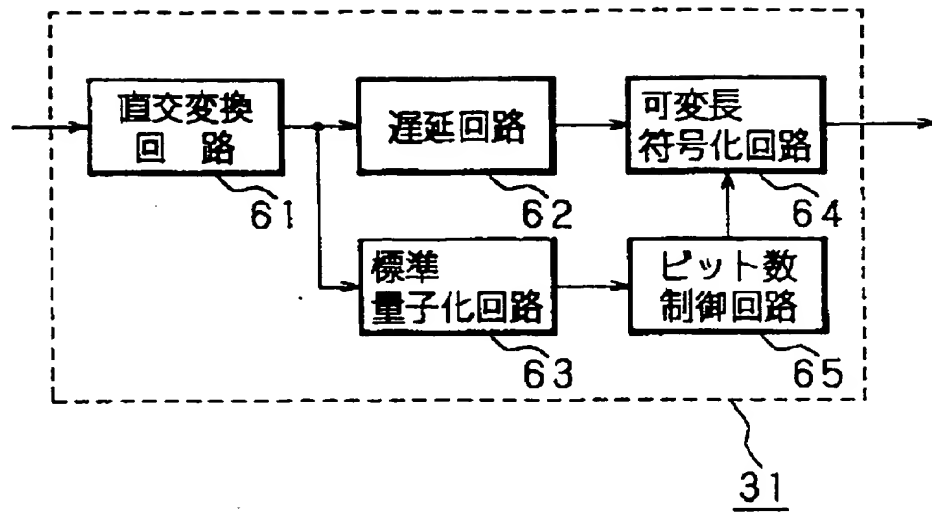 直交変換
回 路
61
遅延回路
62
可変長
符号化回路
64
標準
量子化回路
63
ビット数
制御回路
65
31